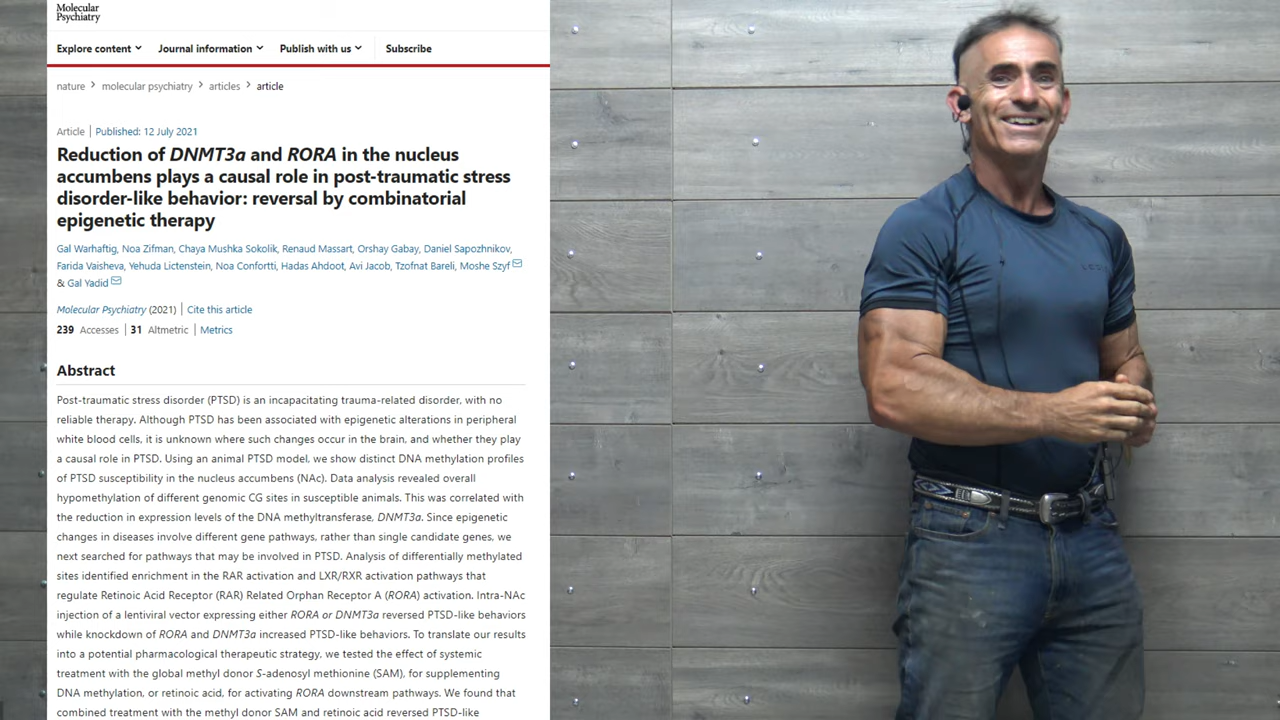 Molecular
Psychiatry
Explore content Journal information Publish with us Subscribe
nature > molecular psychiatry > articles > article
Article | Published: 12 July 2021
Reduction of DNMT3a and RORA in the nucleus
accumbens plays a causal role in post-traumatic stress
disorder-like behavior: reversal by combinatorial
epigenetic therapy
Gal Warhaftig, Noa Zifman, Chaya Mushka Sokolik, Renaud Massart, Orshay Gabay, Daniel Sapozhnikov,
Farida Vaisheva, Yehuda Lictenstein, Noa Confortti, Hadas Ahdoot, Avi Jacob, Tzofnat Bareli, Moshe Szyf
& Gal Yadid
Molecular Psychiatry (2021) | Cite this article
239 Accesses | 31 Altmetric | Metrics
Abstract
Post-traumatic stress disorder (PTSD) is an incapacitating trauma-related disorder, with no
reliable therapy. Although PTSD has been associated with epigenetic alterations in peripheral
white blood cells, it is unknown where such changes occur in the brain, and whether they play
a causal role in PTSD. Using an animal PTSD model, we show distinct DNA methylation profiles
of PTSD susceptibility in the nucleus accumbens (NAc). Data analysis revealed overall
hypomethylation of different genomic CG sites in susceptible animals. This was correlated with
the reduction in expression levels of the DNA methyltransferase, DNMT3a. Since epigenetic
changes in diseases involve different gene pathways, rather than single candidate genes, we
next searched for pathways that may be involved in PTSD. Analysis of differentially methylated
sites identified enrichment in the RAR activation and LXR/RXR activation pathways that
regulate Retinoic Acid Receptor (RAR) Related Orphan Receptor A (RORA) activation. Intra-NAc
injection of a lentiviral vector expressing either RORA or DNMT3a reversed PTSD-like behaviors
while knockdown of RORA and DNMT3a increased PTSD-like behaviors. To translate our results
into a potential pharmacological therapeutic strategy, we tested the effect of systemic
treatment with the global methyl donor S-adenosyl methionine (SAM), for supplementing
DNA methylation, or retinoic acid, for activating RORA downstream pathways. We found that
combined treatment with the methyl donor SAM and retinoic acid reversed PTSD-like